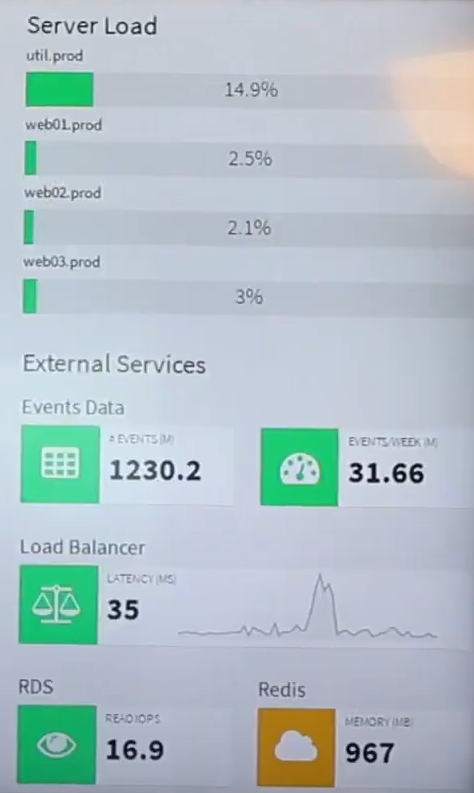 Server Load
util.prod
14.9%
web01.prod
2.5%
web02.prod
2.1%
web03.prod
3%
External Services
Events Data
# EVENTS (M)
1230.2
EVENTS/WEEK (M)
31.66
Load Balancer
LATENCY (MS)
35
RDS
READ IOPS
16.9
Redis
MEMORY (MB)
967